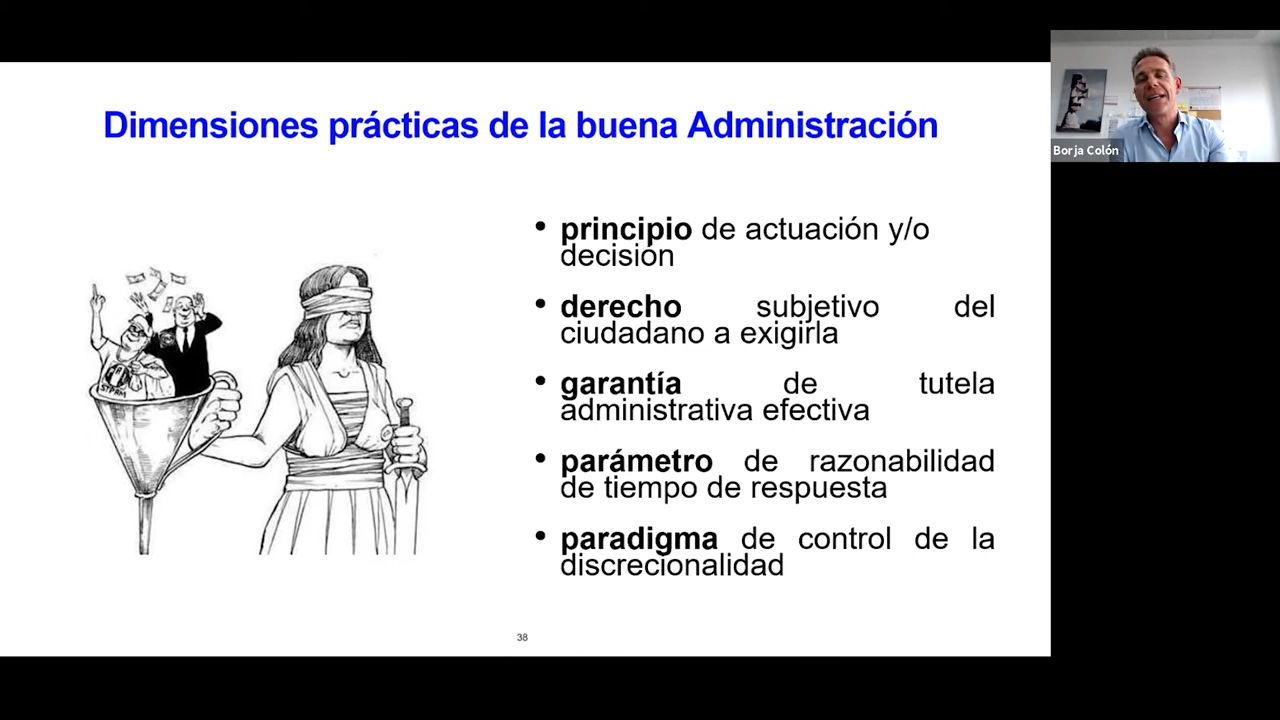 Dimensiones prácticas de la buena Administración
Borja Colón
principio de actuación y/o
decisión
derecho subjetivo del
ciudadano a exigirla
garantía de tutela
administrativa efectiva
parámetro de razonabilidad
de tiempo de respuesta
paradigma de control de la
discrecionalidad
STPRM
38